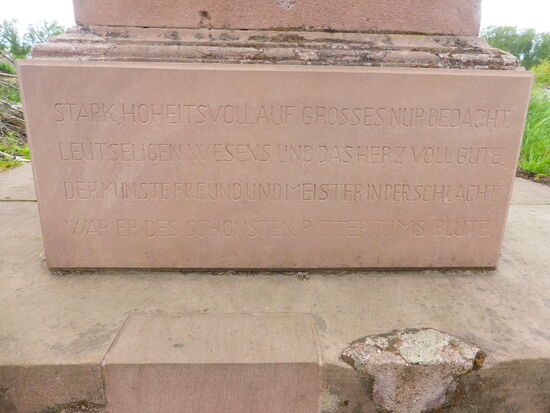 STARK, HOHEITSVOLL AUF GROSSES NUR BEDACHT
LEUTSELIGEN WESENS UND DAS HERZ VOLL GÜTE
DER KÜNSTE FREUND UND MEISTER IN DER SCHLACHT
WAR ER DES SCHÖNSTEN RITTERTUMS BLÜTE